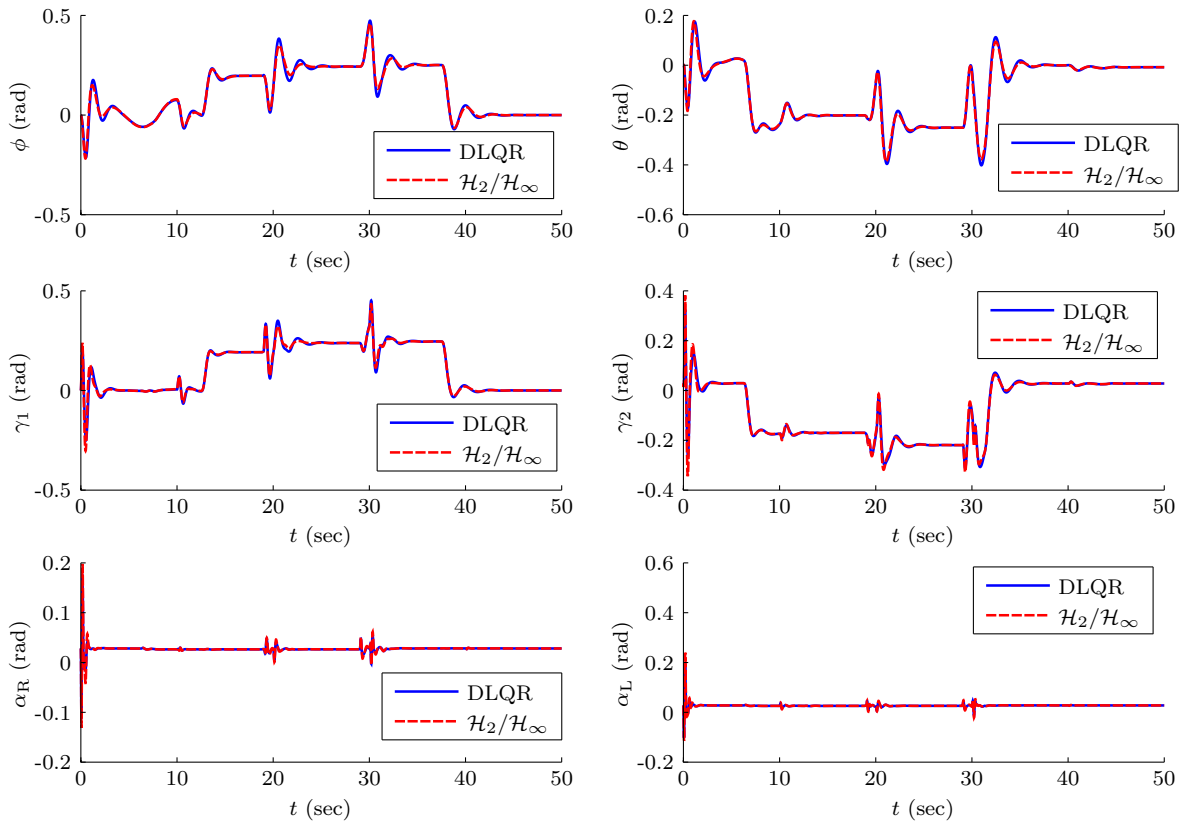 0.5
0
-0.5
ϕ (rad)
0 10 20 30 40 50
t (sec)
DLQR
ℋ₂/ℋ∞
0.2
0
-0.2
-0.4
-0.6
θ (rad)
0 10 20 30 40 50
t (sec)
DLQR
ℋ₂/ℋ∞
0.5
0
-0.5
γ₁ (rad)
0 10 20 30 40 50
t (sec)
DLQR
ℋ₂/ℋ∞
0.4
0.2
0
-0.2
-0.4
γ₂ (rad)
0 10 20 30 40 50
t (sec)
DLQR
ℋ₂/ℋ∞
0.2
0.1
0
-0.1
-0.2
α_R (rad)
0 10 20 30 40 50
t (sec)
DLQR
ℋ₂/ℋ∞
0.6
0.4
0.2
0
-0.2
α_L (rad)
0 10 20 30 40 50
t (sec)
DLQR
ℋ₂/ℋ∞